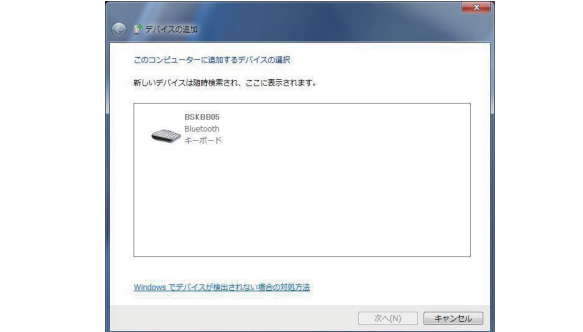 デバイスの追加
このコンピューターに追加するデバイスの選択
新しいデバイスは随時検索され、ここに表示されます。
BSKBB05
Bluetooth
キーボード
Windows でデバイスが検出されない場合の対処方法
次へ(N)
キャンセル